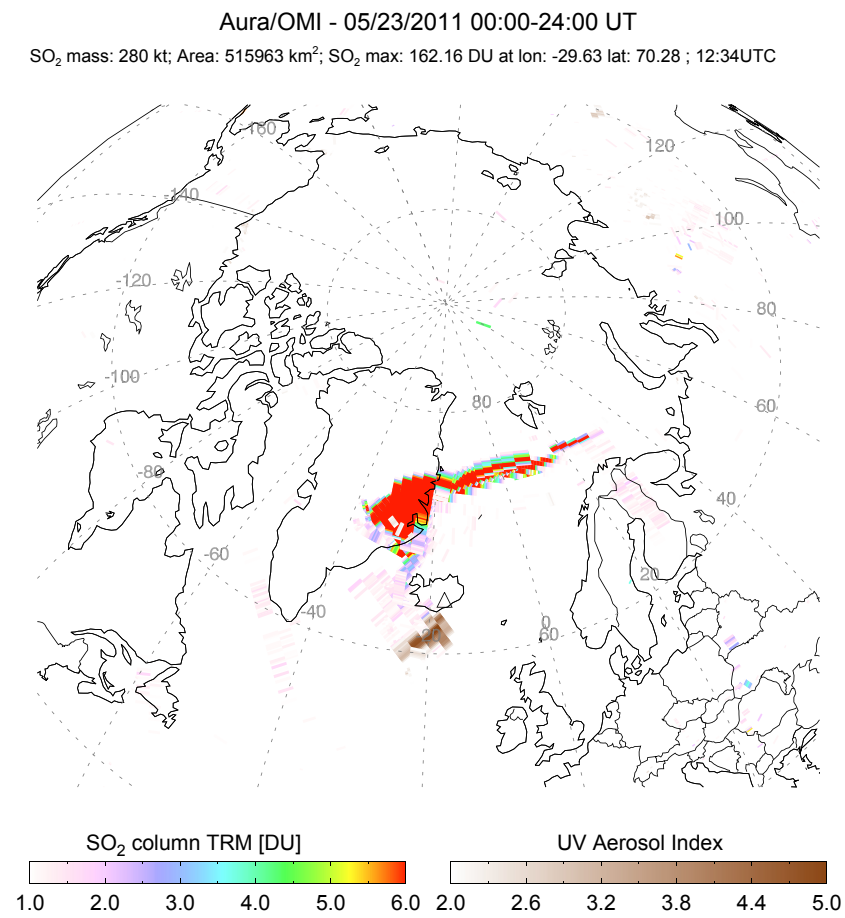 Aura/OMI - 05/23/2011 00:00-24:00 UT
SO2 mass: 280 kt; Area: 515963 km2; SO2 max: 162.16 DU at lon: -29.63 lat: 70.28 ; 12:34UTC
-160
120
-140
100
-120
80
-100
60
80
-80
40
-60
20
-40
0
60
-20
SO2 column TRM [DU]
UV Aerosol Index
1.0 2.0 3.0 4.0 5.0 6.0
2.0 2.6 3.2 3.8 4.4 5.0